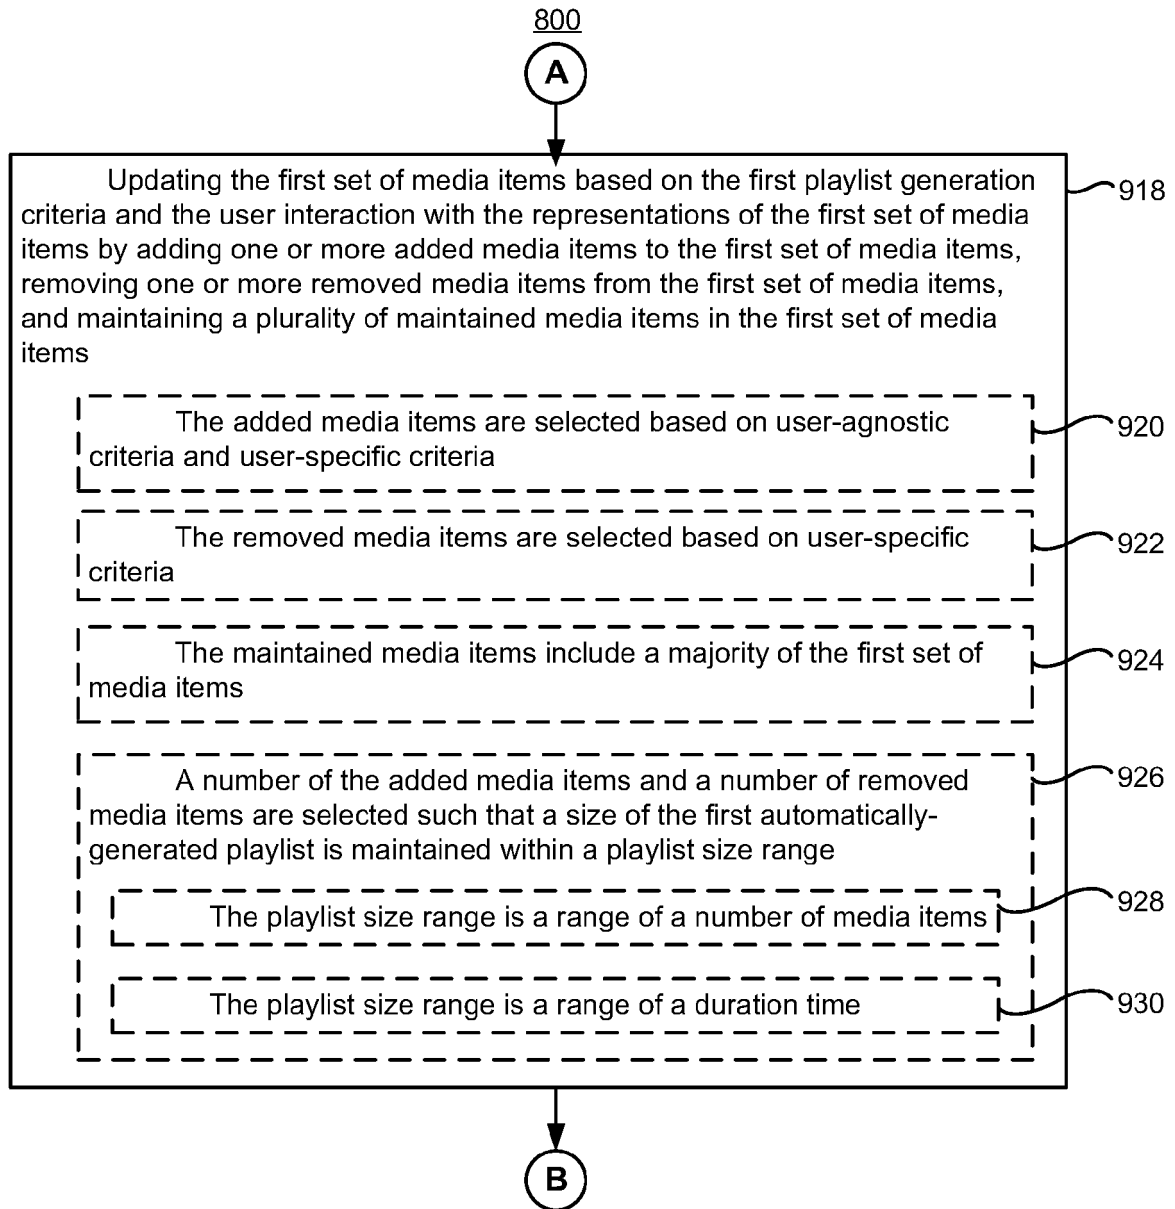 800
A
Updating the first set of media items based on the first playlist generation
criteria and the user interaction with the representations of the first set of media
items by adding one or more added media items to the first set of media items,
removing one or more removed media items from the first set of media items,
and maintaining a plurality of maintained media items in the first set of media
items
918
The added media items are selected based on user-agnostic
criteria and user-specific criteria
920
The removed media items are selected based on user-specific
criteria
922
The maintained media items include a majority of the first set of
media items
924
A number of the added media items and a number of removed
media items are selected such that a size of the first automatically-
generated playlist is maintained within a playlist size range
926
The playlist size range is a range of a number of media items
928
The playlist size range is a range of a duration time
930
B